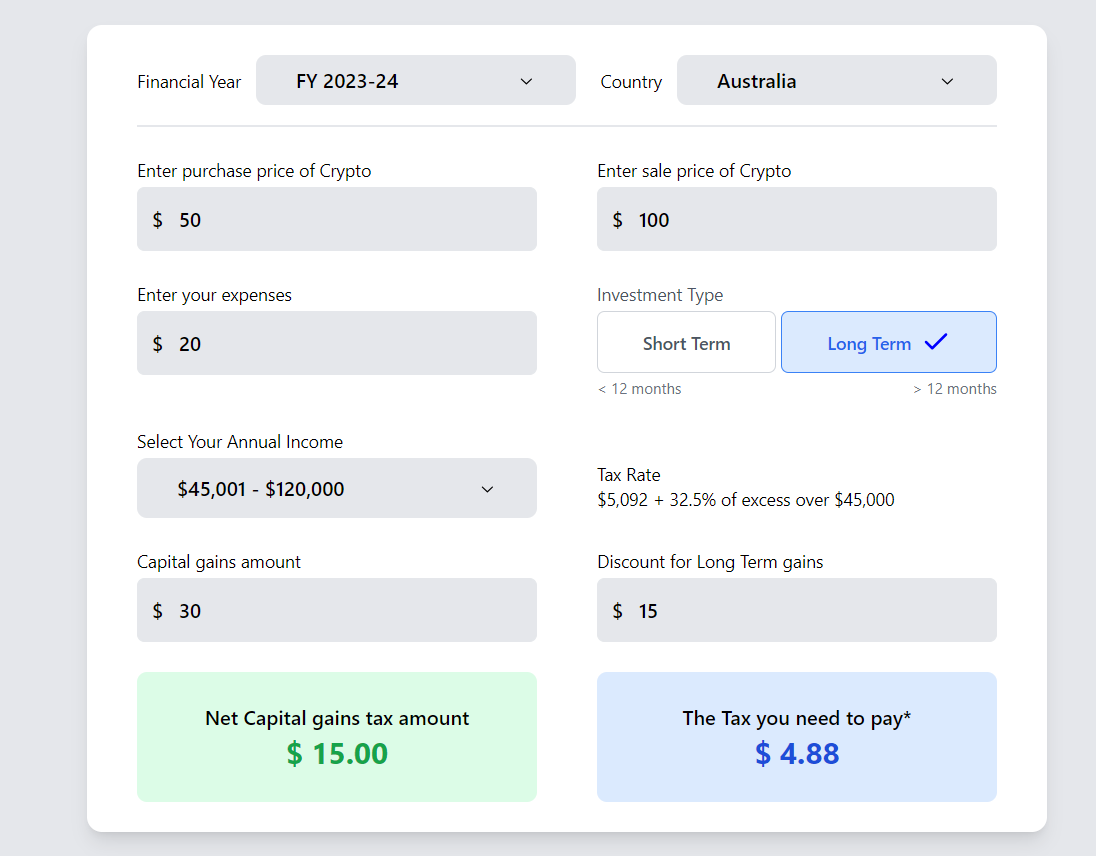 Financial Year
FY 2023-24
Country
Australia
Enter purchase price of Crypto
$ 50
Enter sale price of Crypto
$ 100
Enter your expenses
$ 20
Investment Type
Short Term
Long Term
< 12 months
> 12 months
Select Your Annual Income
$45,001 - $120,000
Tax Rate
$5,092 + 32.5% of excess over $45,000
Capital gains amount
$ 30
Discount for Long Term gains
$ 15
Net Capital gains tax amount
$ 15.00
The Tax you need to pay*
$ 4.88